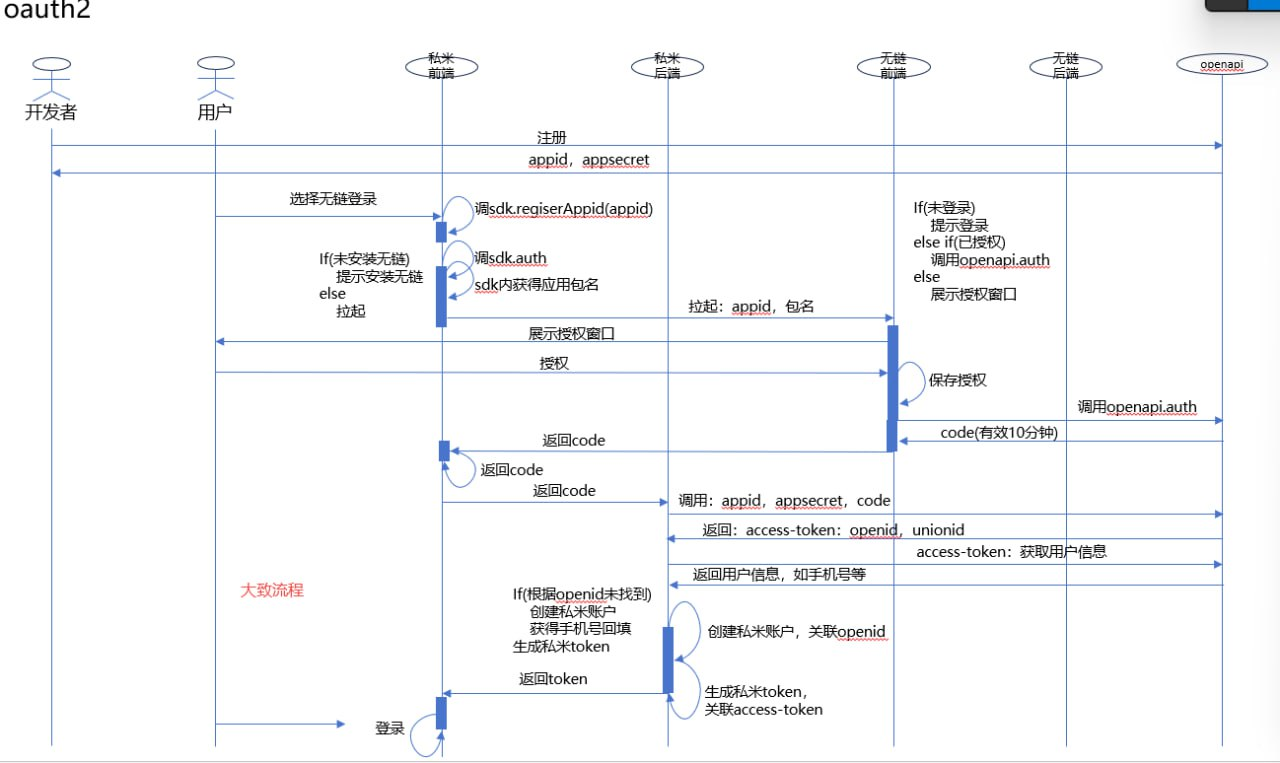 oauth2
私米
前端
私米
后端
无链
前端
无链
后端
openapi
开发者
用户
注册
appid，appsecret
选择无链登录
调sdk.regiserAppid(appid)
If(未登录)
提示登录
else if(已授权)
调用openapi.auth
else
展示授权窗口
If(未安装无链)
提示安装无链
else
拉起
调sdk.auth
sdk内获得应用包名
拉起：appid，包名
展示授权窗口
授权
保存授权
调用openapi.auth
code(有效10分钟)
返回code
返回code
返回code
调用：appid，appsecret，code
返回：access-token：openid，unionid
access-token：获取用户信息
返回用户信息，如手机号等
大致流程
If(根据openid未找到)
创建私米账户
获得手机号回填
生成私米token
创建私米账户，关联openid
返回token
生成私米token，
关联access-token
登录